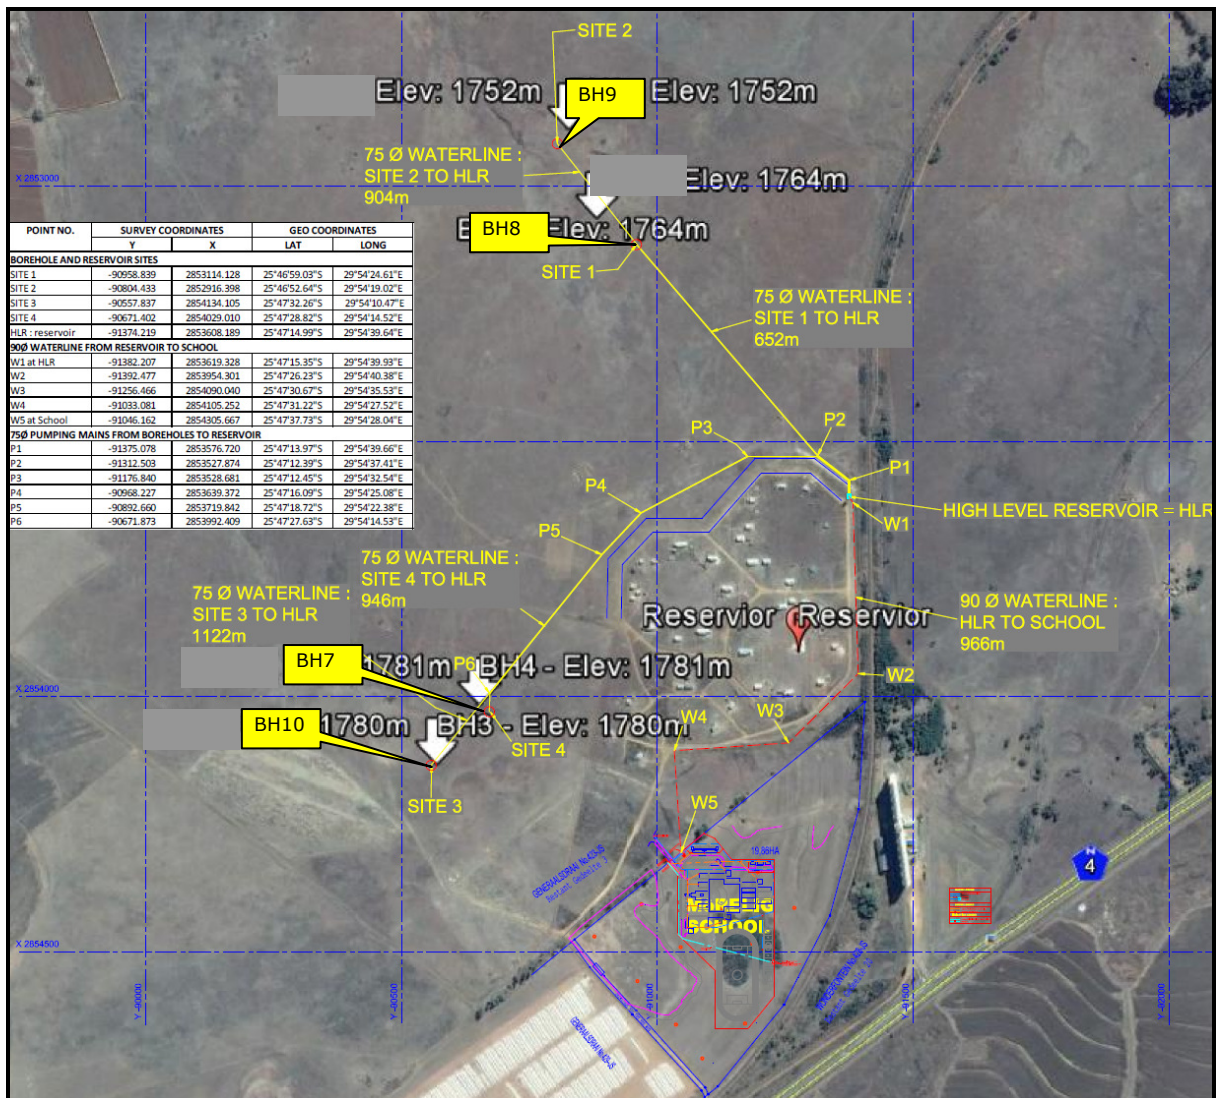 SITE 2
Elev: 1752m
BH9
Elev: 1752m
75 Ø WATERLINE :
SITE 2 TO HLR
904m
Elev: 1764m
X 2853000
BH8
Elev: 1764m
SITE 1
75 Ø WATERLINE :
SITE 1 TO HLR
652m
POINT NO. SURVEY COORDINATES GEO COORDINATES
Y X LAT LONG
BOREHOLE AND RESERVOIR SITES
SITE 1 -90958.839 2853114.128 25°46'59.03"S 29°54'24.61"E
SITE 2 -90804.433 2852916.398 25°46'52.64"S 29°54'19.02"E
SITE 3 -90557.837 2854134.105 25°47'32.26"S 29°54'10.47"E
SITE 4 -90671.402 2854029.010 25°47'28.82"S 29°54'14.52"E
HLR : reservoir -91374.219 2853608.189 25°47'14.99"S 29°54'39.64"E
90Ø WATERLINE FROM RESERVOIR TO SCHOOL
W1 at HLR -91382.207 2853619.328 25°47'15.35"S 29°54'39.93"E
W2 -91392.477 2853954.301 25°47'26.23"S 29°54'40.38"E
W3 -91256.466 2854090.040 25°47'30.67"S 29°54'35.53"E
W4 -91033.081 2854105.252 25°47'31.22"S 29°54'27.52"E
W5 at School -91046.162 2854305.667 25°47'37.73"S 29°54'28.04"E
75Ø PUMPING MAINS FROM BOREHOLES TO RESERVOIR
P1 -91375.078 2853576.720 25°47'13.97"S 29°54'39.66"E
P2 -91312.503 2853527.874 25°47'12.39"S 29°54'37.41"E
P3 -91176.840 2853528.681 25°47'12.45"S 29°54'32.54"E
P4 -90968.227 2853639.372 25°47'16.09"S 29°54'25.08"E
P5 -90892.660 2853719.842 25°47'18.72"S 29°54'22.38"E
P6 -90671.873 2853992.409 25°47'27.63"S 29°54'14.53"E
P3
P2
P1
P4
HIGH LEVEL RESERVOIR = HLR
W1
P5
75 Ø WATERLINE :
SITE 4 TO HLR
946m
75 Ø WATERLINE :
SITE 3 TO HLR
1122m
90 Ø WATERLINE :
HLR TO SCHOOL
966m
Reservior
Reservior
BH7
1781m
P6
BH4 - Elev: 1781m
W2
X 2854000
BH10
1780m
BH3 - Elev: 1780m
W4
W3
SITE 4
SITE 3
W5
19,66HA
N
4
SCHOOL
X 2854500
Y -90000
Y -90500
Y -91000
Y -91500
Y -92000